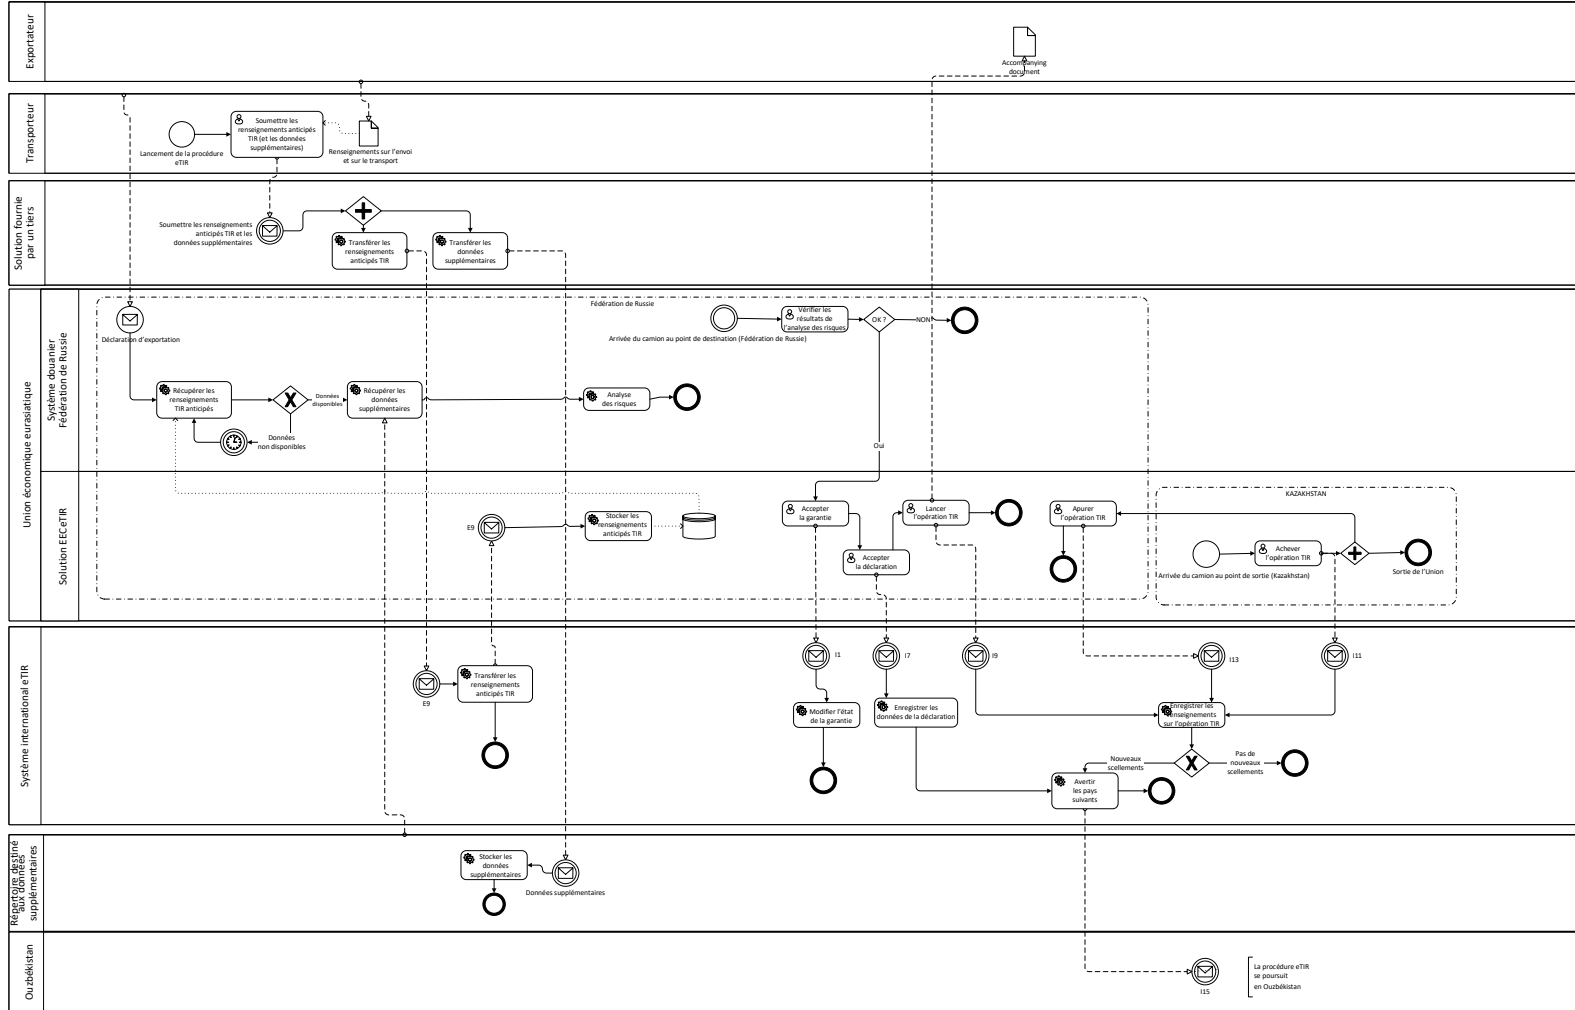 Exportateur
Accompanying
document
Transporteur
Soumettre les
renseignements anticipés
TIR (et les données
supplémentaires)
Lancement de la procédure
eTIR
Renseignements sur l'envoi
et sur le transport
Solution fournie
par un tiers
Soumettre les renseignements
anticipés TIR et les
données supplémentaires
Transférer les
renseignements
anticipés TIR
Transférer les
données
supplémentaires
Union économique eurasiatique
Système douanier
Fédération de Russie
Fédération de Russie
Déclaration d'exportation
Arrivée du camion au point de destination (Fédération de Russie)
Vérifier les
résultats de
l'analyse des risques
OK ?
NON
Récupérer les
renseignements
TIR anticipés
Données
disponibles
Récupérer les
données
supplémentaires
Données
non disponibles
Analyse
des risques
Oui
Solution EEC eTIR
E9
Stocker les
renseignements
anticipés TIR
Accepter
la garantie
Accepter
la déclaration
Lancer
l'opération TIR
Apurer
l'opération TIR
KAZAKHSTAN
Achever
l'opération TIR
Arrivée du camion au point de sortie (Kazakhstan)
Sortie de l'Union
Système international eTIR
E9
Transférer les
renseignements
anticipés TIR
I1
I7
I9
I13
I11
Modifier l'état
de la garantie
Enregistrer les
données de la déclaration
Enregistrer les
renseignements
sur l'opération TIR
Nouveaux
scellements
Pas de
nouveaux
scellements
Avertir
les pays
suivants
Répertoire destiné
aux données
supplémentaires
Stocker les
données
supplémentaires
Données supplémentaires
Ouzbékistan
I15
La procédure eTIR
se poursuit
en Ouzbékistan